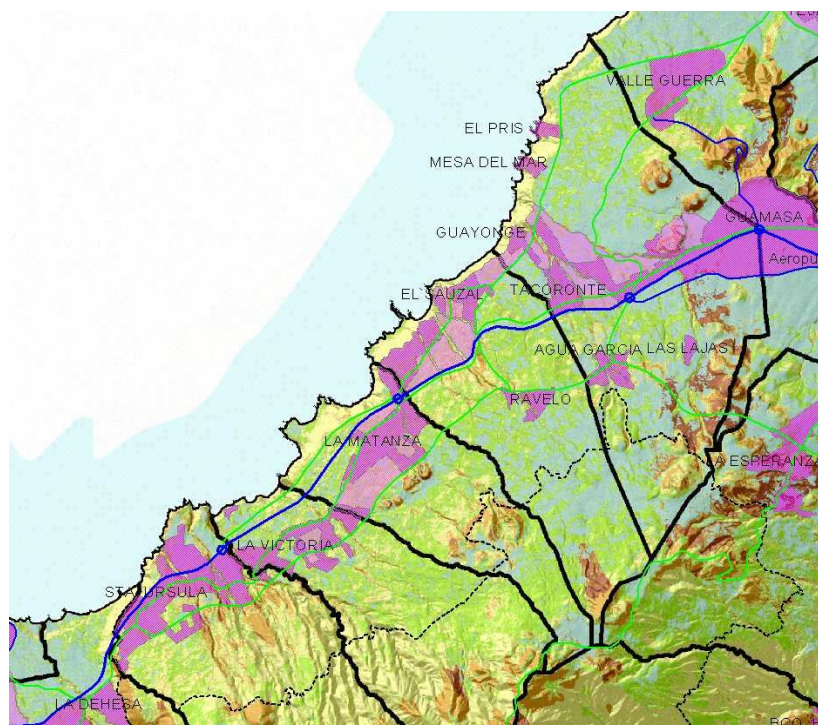 VALLE GUERRA
EL PRIS
MESA DEL MAR
GUAMASA
GUAYONGE
Aeropu
EL SAUZAL
TACORONTE
AGUA GARCIA
LAS LAJAS
RAVELO
LA MATANZA
LA ESPERANZA
LA VICTORIA
STA. URSULA
LA DEHESA